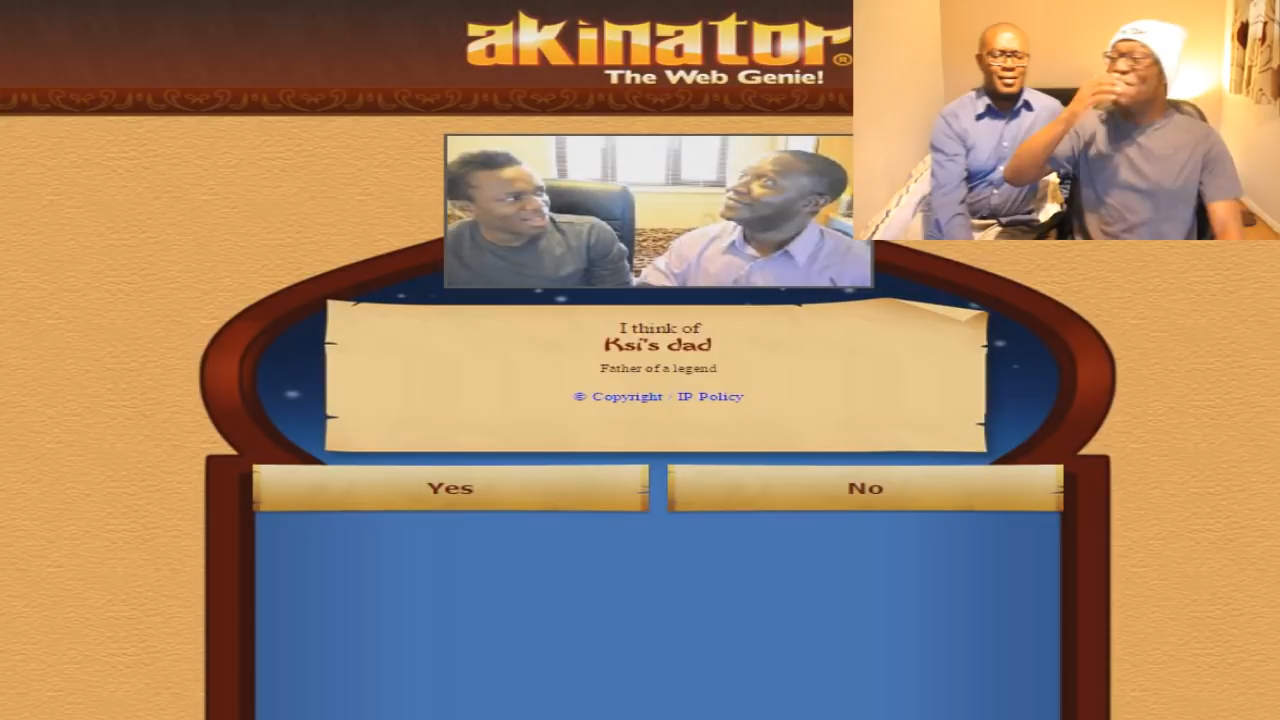 akinator®
The Web Genie!
I think of
Ksi's dad
Father of a legend
© Copyright / IP Policy
Yes
No